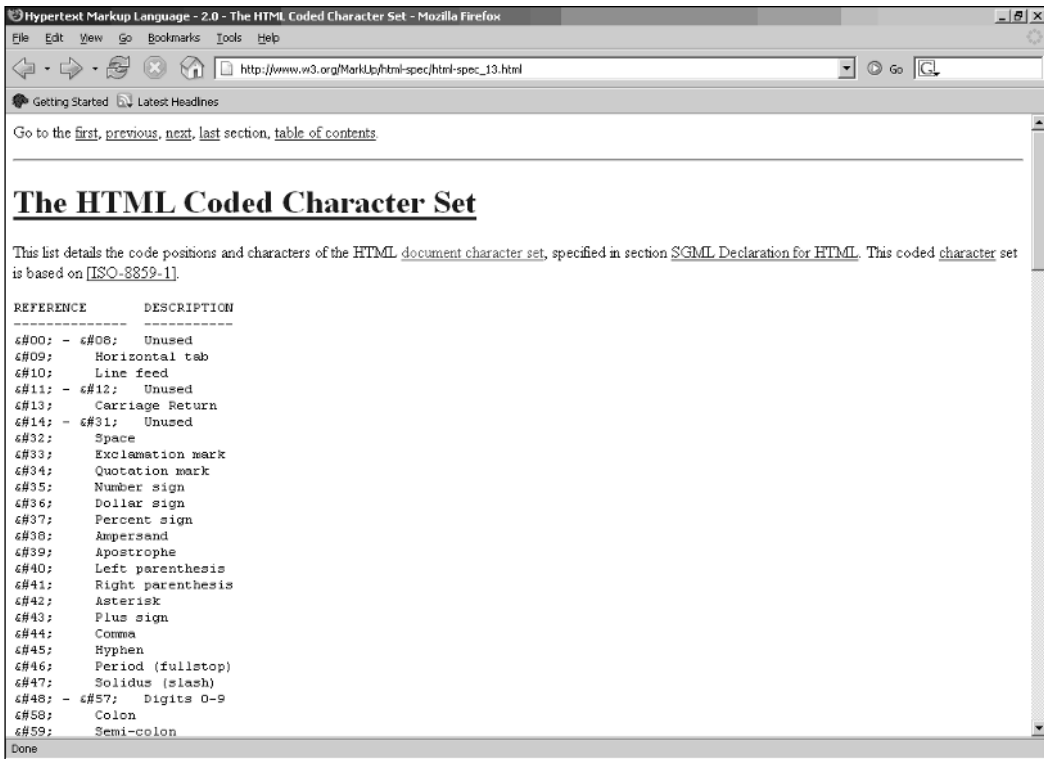 Hypertext Markup Language - 2.0 - The HTML Coded Character Set - Mozilla Firefox
File Edit View Go Bookmarks Tools Help
http://www.w3.org/MarkUp/html-spec/html-spec_13.html Go G
Getting Started Latest Headlines
Go to the first, previous, next, last section, table of contents.
The HTML Coded Character Set
This list details the code positions and characters of the HTML document character set, specified in section SGML Declaration for HTML. This coded character set
is based on [ISO-8859-1].
REFERENCE DESCRIPTION
-------------- -----------
&#00; - &#08; Unused
&#09; Horizontal tab
&#10; Line feed
&#11; - &#12; Unused
&#13; Carriage Return
&#14; - &#31; Unused
&#32; Space
&#33; Exclamation mark
&#34; Quotation mark
&#35; Number sign
&#36; Dollar sign
&#37; Percent sign
&#38; Ampersand
&#39; Apostrophe
&#40; Left parenthesis
&#41; Right parenthesis
&#42; Asterisk
&#43; Plus sign
&#44; Comma
&#45; Hyphen
&#46; Period (fullstop)
&#47; Solidus (slash)
&#48; - &#57; Digits 0-9
&#58; Colon
&#59; Semi-colon
Done